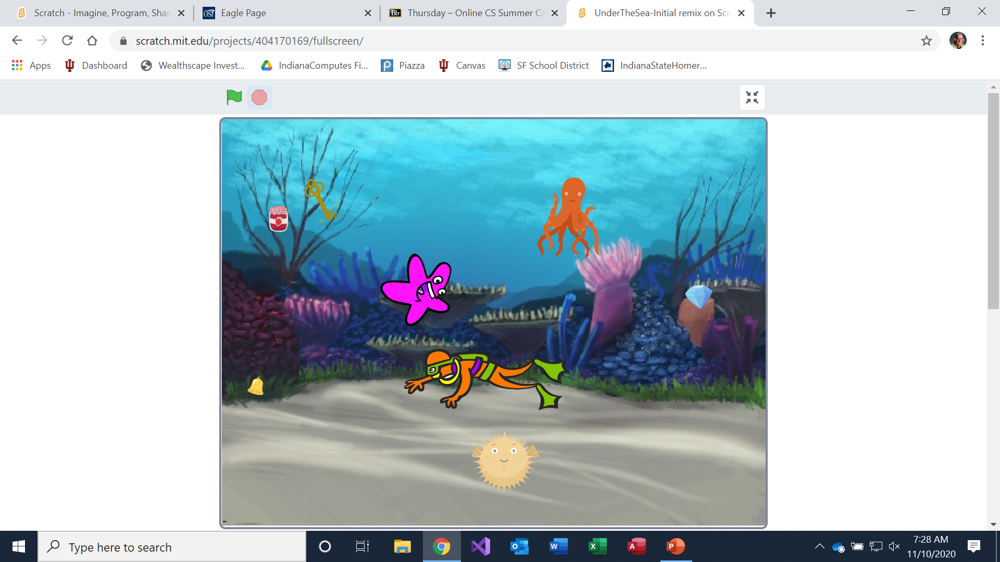 Scratch - Imagine, Program, Shar
Eagle Page
Bb Thursday – Online CS Summer Ca
UnderTheSea-Initial remix on Scr
scratch.mit.edu/projects/404170169/fullscreen/
Apps
Dashboard
Wealthscape Invest...
IndianaComputes Fi...
Piazza
Canvas
SF School District
IndianaStateHomer...
Type here to search
7:28 AM
11/10/2020